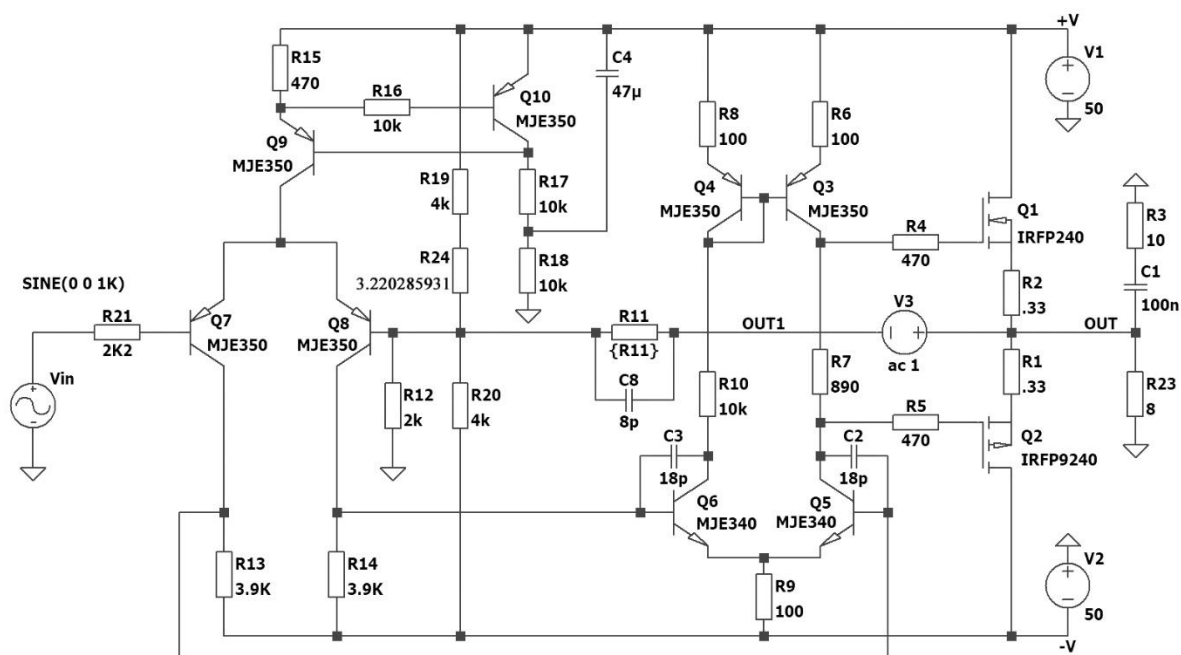 +V
R15
470
C4
47µ
V1
50
R16
10k
Q10
MJE350
R8
100
R6
100
Q9
MJE350
R19
4k
R17
10k
Q4
MJE350
Q3
MJE350
R4
470
Q1
IRFP240
R3
10
R24
3.220285931
R18
10k
R2
.33
C1
100n
SINE(0 0 1K)
R21
2K2
Q7
MJE350
Q8
MJE350
R11
{R11}
OUT1
V3
ac 1
OUT
Vin
R12
2k
R20
4k
C8
8p
R10
10k
R7
890
R1
.33
R23
8
R5
470
Q2
IRFP9240
C3
18p
C2
18p
Q6
MJE340
Q5
MJE340
R13
3.9K
R14
3.9K
R9
100
V2
50
-V